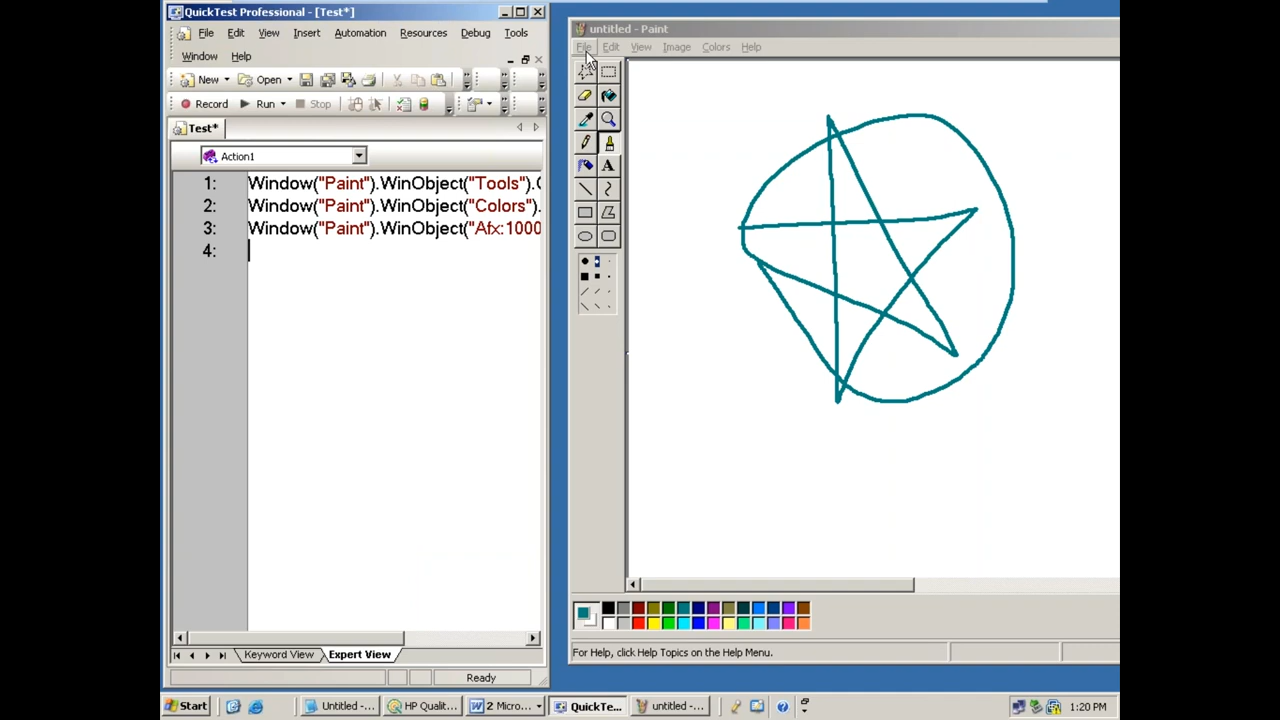 QuickTest Professional - [Test*]
File Edit View Insert Automation Resources Debug Tools
Window Help
New Open
Record Run Stop
Test*
Action1
1: Window("Paint").WinObject("Tools").
2: Window("Paint").WinObject("Colors").
3: Window("Paint").WinObject("Afx:1000
4:
Keyword View Expert View
Ready
untitled - Paint
File Edit View Image Colors Help
A
For Help, click Help Topics on the Help Menu.
Start Untitled -... HP Qualit... 2 Micro... QuickTe... untitled -... 1:20 PM